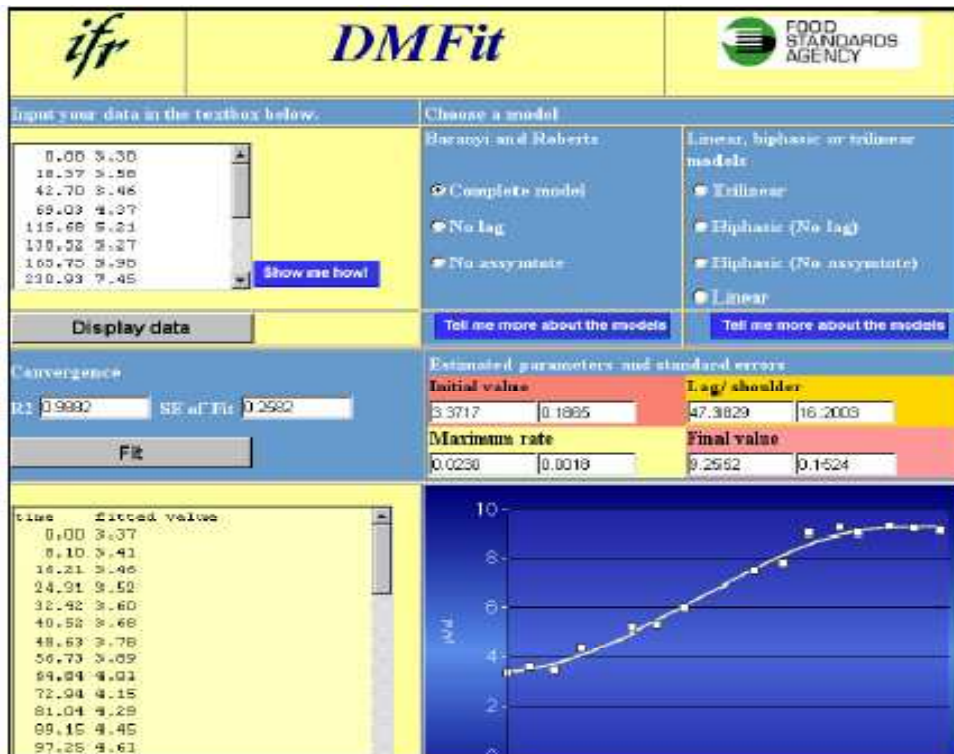 ifr
DMFit
FOOD
STANDARDS
AGENCY
Input your data in the textbox below.
Choose a model
0.00 3.38
18.37 3.58
42.70 3.46
69.03 4.37
115.68 5.21
138.52 5.27
165.75 5.95
230.93 7.45
Show me how!
Baranyi and Roberts
Complete model
No lag
No assymtote
Linear, biphasic or trilinear
models
Trilinear
Biphasic (No lag)
Biphasic (No assymtote)
Linear
Display data
Tell me more about the models
Tell me more about the models
Convergence
R2 0.9882 SE of Fit 0.2582
Fit
Estimated parameters and standard errors
Initial value
3.3717 0.1865
Lag/ shoulder
47.3829 16.2003
Maximum rate
0.0230 0.0018
Final value
9.2552 0.1524
time fitted value
0.00 3.37
8.10 3.41
16.21 3.46
24.31 3.52
32.42 3.60
40.52 3.68
48.63 3.78
56.73 3.89
64.84 4.01
72.94 4.15
81.04 4.29
89.15 4.45
97.25 4.61
10
8
6
4
2
0